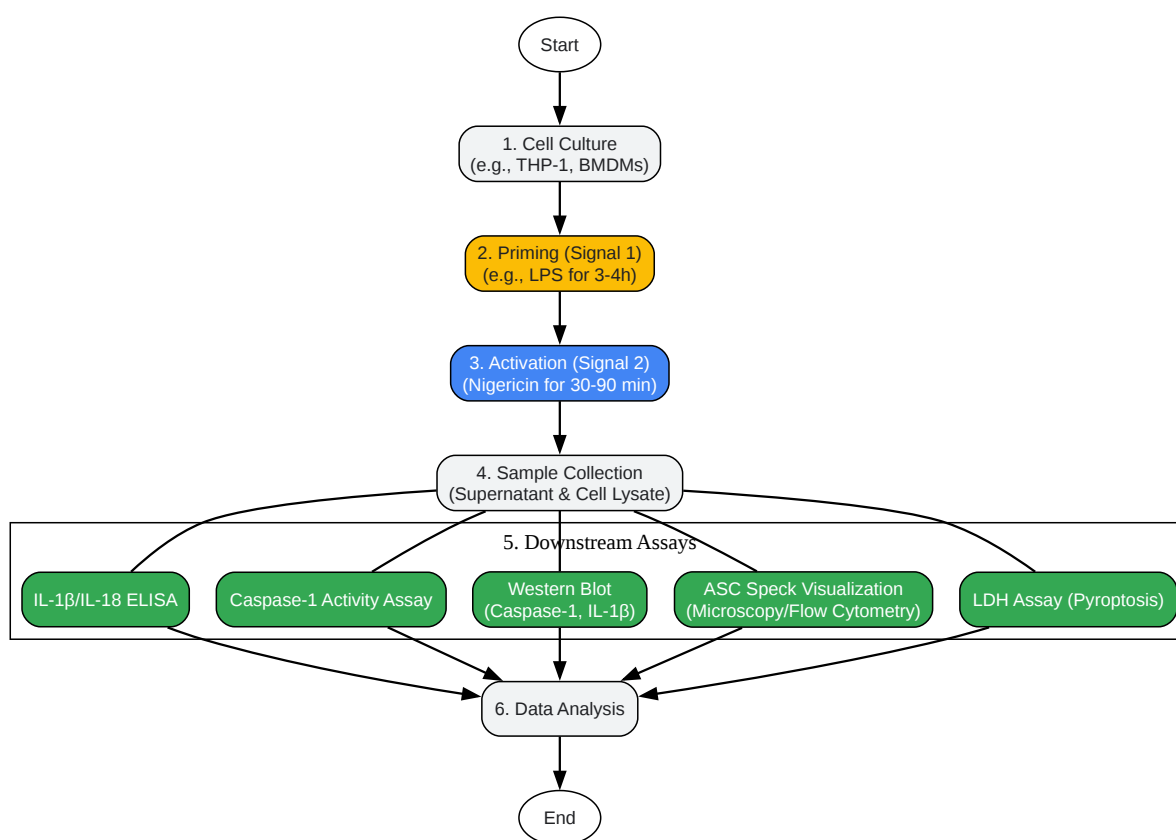 Start
1. Cell Culture
(e.g., THP-1, BMDMs)
2. Priming (Signal 1)
(e.g., LPS for 3-4h)
3. Activation (Signal 2)
(Nigericin for 30-90 min)
4. Sample Collection
(Supernatant & Cell Lysate)
5. Downstream Assays
IL-1β/IL-18 ELISA
Caspase-1 Activity Assay
Western Blot
(Caspase-1, IL-1β)
ASC Speck Visualization
(Microscopy/Flow Cytometry)
LDH Assay (Pyroptosis)
6. Data Analysis
End